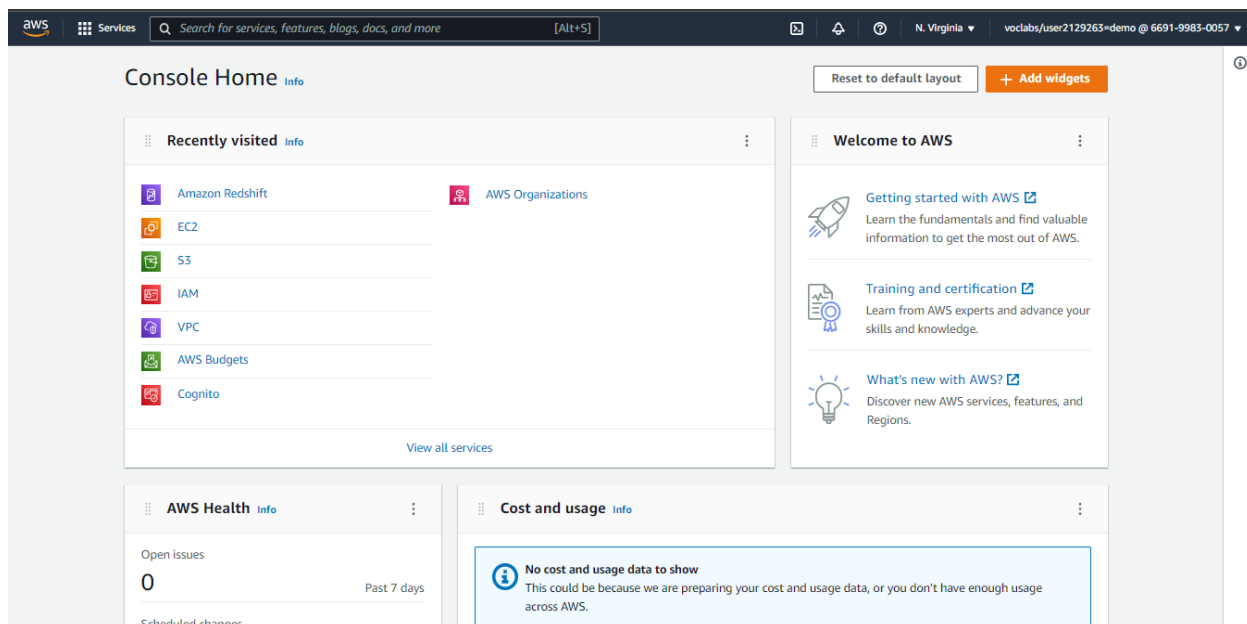 aws
Services
Search for services, features, blogs, docs, and more [Alt+S]
N. Virginia
voclabs/user2129263=demo @ 6691-9983-0057
Console Home Info
Reset to default layout
Add widgets
Recently visited Info
Amazon Redshift
EC2
S3
IAM
VPC
AWS Budgets
Cognito
AWS Organizations
View all services
Welcome to AWS
Getting started with AWS
Learn the fundamentals and find valuable
information to get the most out of AWS.
Training and certification
Learn from AWS experts and advance your
skills and knowledge.
What's new with AWS?
Discover new AWS services, features, and
Regions.
AWS Health Info
Open issues
0
Past 7 days
Scheduled changes
Cost and usage Info
No cost and usage data to show
This could be because we are preparing your cost and usage data, or you don't have enough usage
across AWS.